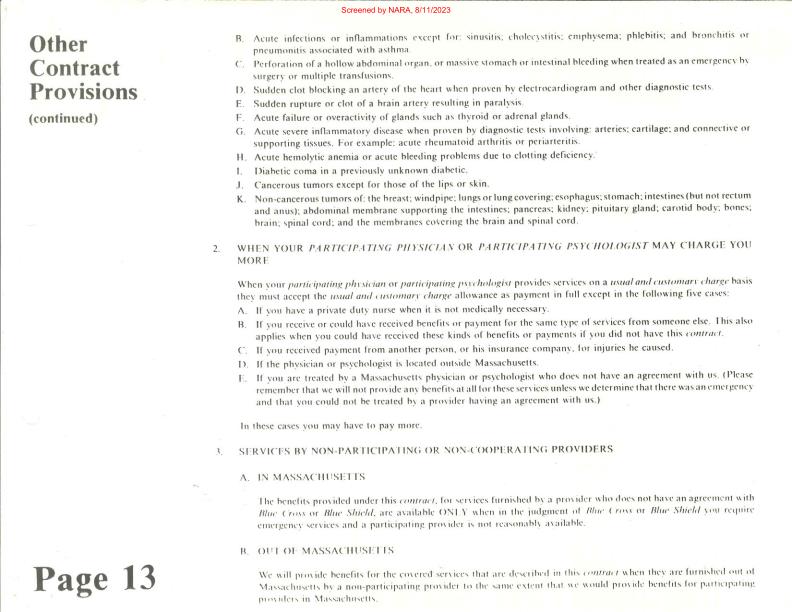 Screened by NARA, 8/11/2023
Other
Contract
Provisions
(continued)
B. Acute infections or inflammations except for: sinusitis; cholecystitis; emphysema; phlebitis; and bronchitis or
pneumonitis associated with asthma.
C. Perforation of a hollow abdominal organ, or massive stomach or intestinal bleeding when treated as an emergency by
surgery or multiple transfusions.
D. Sudden clot blocking an artery of the heart when proven by electrocardiogram and other diagnostic tests.
E. Sudden rupture or clot of a brain artery resulting in paralysis.
F. Acute failure or overactivity of glands such as thyroid or adrenal glands.
G. Acute severe inflammatory disease when proven by diagnostic tests involving: arteries; cartilage; and connective or
supporting tissues. For example: acute rheumatoid arthritis or periarteritis.
H. Acute hemolytic anemia or acute bleeding problems due to clotting deficiency.
I. Diabetic coma in a previously unknown diabetic.
J. Cancerous tumors except for those of the lips or skin.
K. Non-cancerous tumors of: the breast; windpipe; lungs or lung covering; esophagus; stomach; intestines (but not rectum
and anus); abdominal membrane supporting the intestines; pancreas; kidney; pituitary gland; carotid body; bones;
brain; spinal cord; and the membranes covering the brain and spinal cord.
2. WHEN YOUR PARTICIPATING PHYSICIAN OR PARTICIPATING PSYCHOLOGIST MAY CHARGE YOU
MORE
When your participating physician or participating psychologist provides services on a usual and customary charge basis
they must accept the usual and customary charge allowance as payment in full except in the following five cases:
A. If you have a private duty nurse when it is not medically necessary.
B. If you receive or could have received benefits or payment for the same type of services from someone else. This also
applies when you could have received these kinds of benefits or payments if you did not have this contract.
C. If you received payment from another person, or his insurance company, for injuries he caused.
D. If the physician or psychologist is located outside Massachusetts.
E. If you are treated by a Massachusetts physician or psychologist who does not have an agreement with us. (Please
remember that we will not provide any benefits at all for these services unless we determine that there was an emergency
and that you could not be treated by a provider having an agreement with us.)
In these cases you may have to pay more.
3. SERVICES BY NON-PARTICIPATING OR NON-COOPERATING PROVIDERS
A. IN MASSACHUSETTS
The benefits provided under this contract, for services furnished by a provider who does not have an agreement with
Blue Cross or Blue Shield, are available ONLY when in the judgment of Blue Cross or Blue Shield you require
emergency services and a participating provider is not reasonably available.
B. OUT OF MASSACHUSETTS
We will provide benefits for the covered services that are described in this contract when they are furnished out of
Massachusetts by a non-participating provider to the same extent that we would provide benefits for participating
providers in Massachusetts.
Page 13